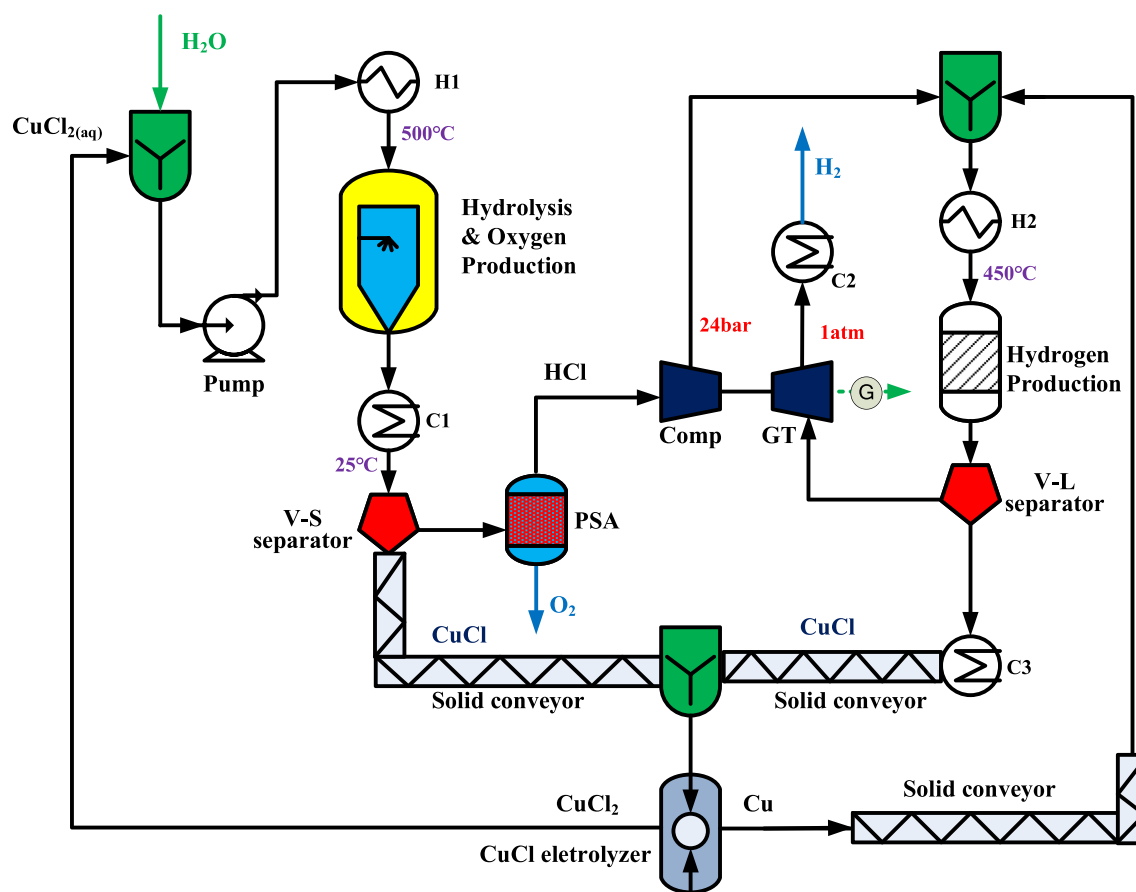 H₂O
CuCl₂(aq)
H1
500°C
Hydrolysis
& Oxygen
Production
Pump
C1
25°C
V-S
separator
HCl
PSA
O₂
24bar
1atm
Comp
GT
G
H₂
C2
H2
450°C
Hydrogen
Production
V-L
separator
CuCl
CuCl
C3
Solid conveyor
Solid conveyor
Solid conveyor
CuCl₂
Cu
CuCl eletrolyzer